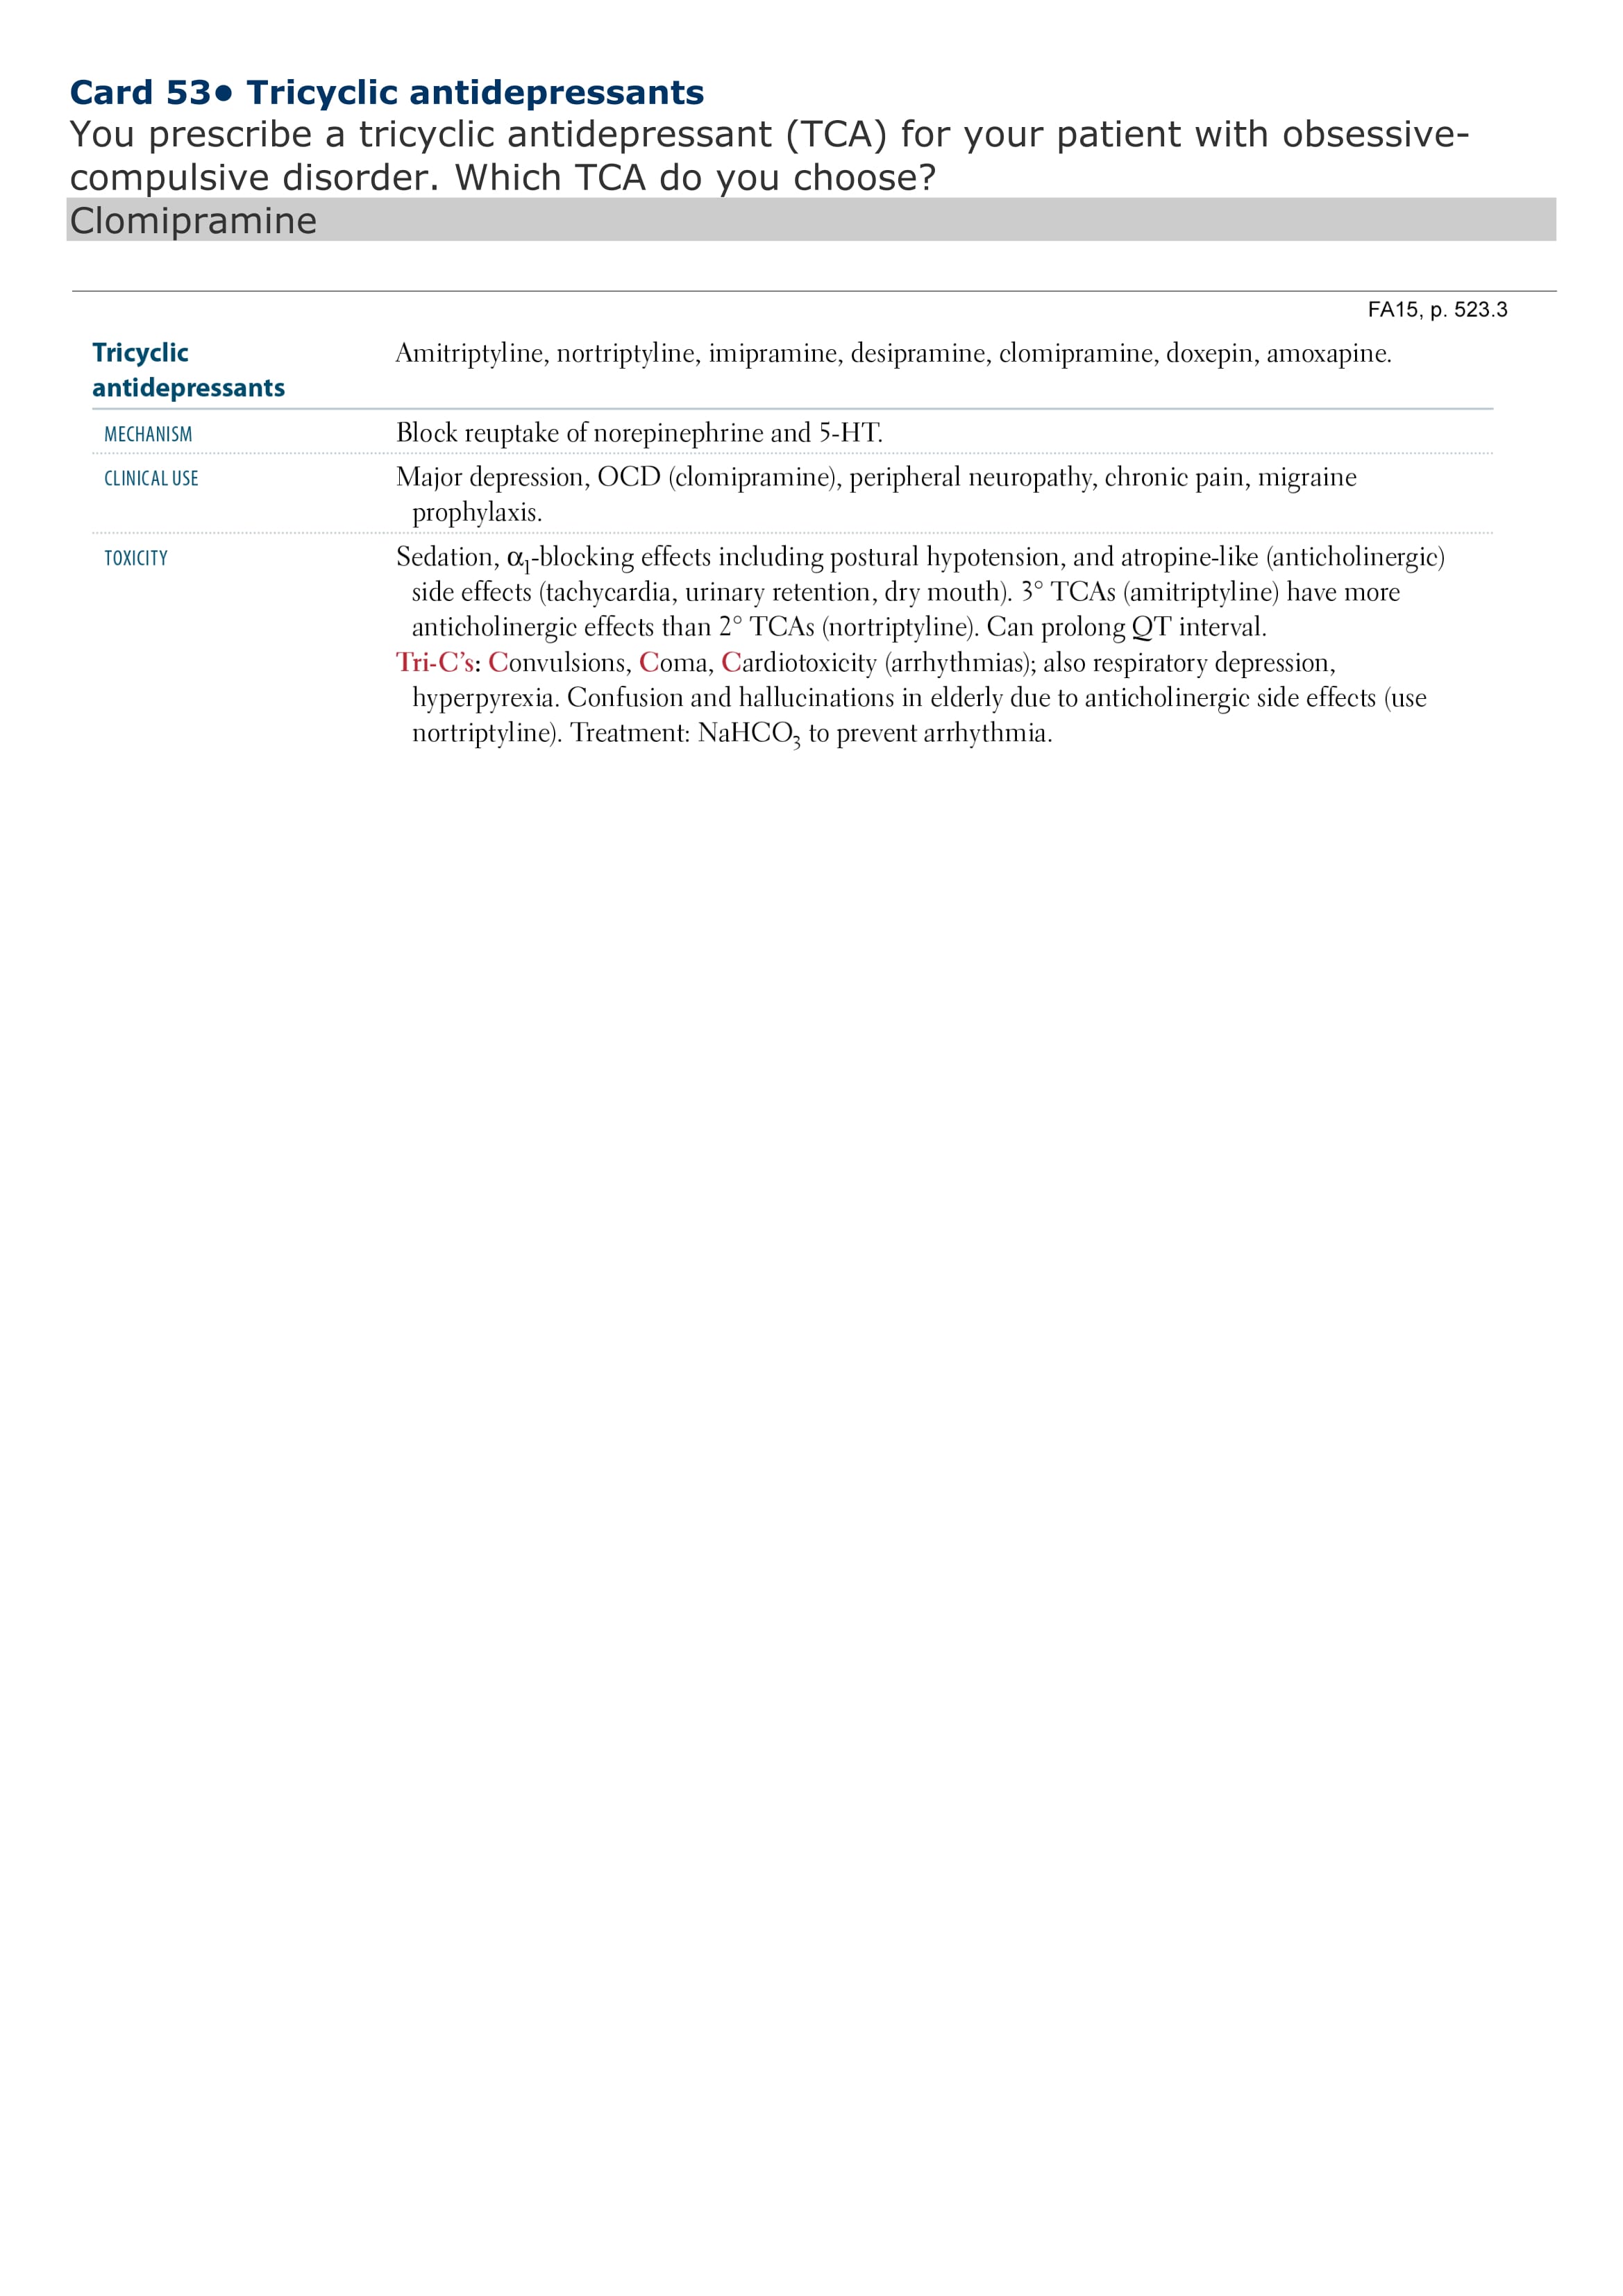 Card 53● Tricyclic antidepressants
You prescribe a tricyclic antidepressant (TCA) for your patient with obsessive-
compulsive disorder. Which TCA do you choose?
Clomipramine
FA15, p. 523.3
Tricyclic
antidepressants
Amitriptyline, nortriptyline, imipramine, desipramine, clomipramine, doxepin, amoxapine.
MECHANISM
Block reuptake of norepinephrine and 5-HT.
CLINICAL USE
Major depression, OCD (clomipramine), peripheral neuropathy, chronic pain, migraine
prophylaxis.
TOXICITY
Sedation, α₁-blocking effects including postural hypotension, and atropine-like (anticholinergic)
side effects (tachycardia, urinary retention, dry mouth). 3° TCAs (amitriptyline) have more
anticholinergic effects than 2° TCAs (nortriptyline). Can prolong QT interval.
Tri-C’s: Convulsions, Coma, Cardiotoxicity (arrhythmias); also respiratory depression,
hyperpyrexia. Confusion and hallucinations in elderly due to anticholinergic side effects (use
nortriptyline). Treatment: NaHCO₃ to prevent arrhythmia.